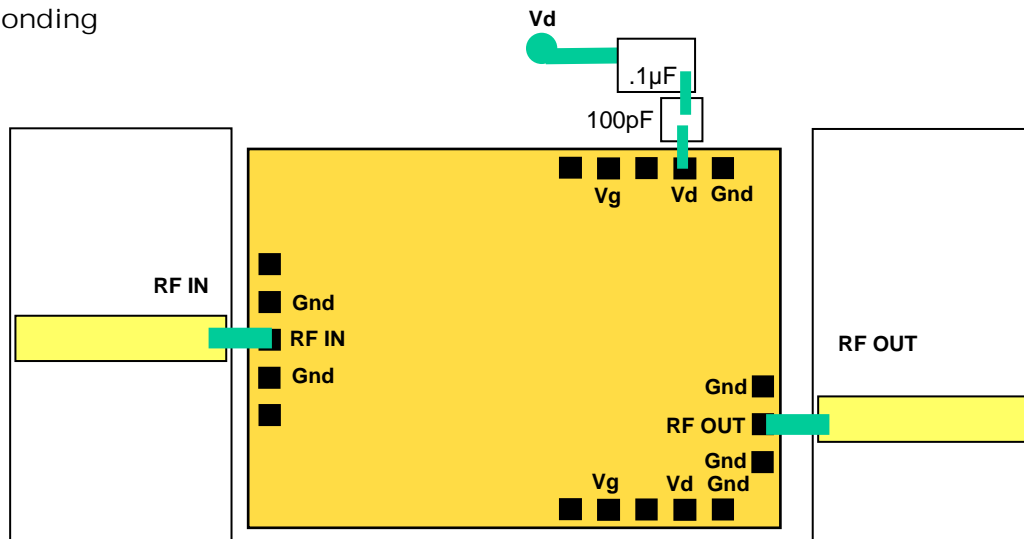 onding
Vd
.1µF
100pF
Vg Vd Gnd
RF IN
Gnd
RF IN
Gnd
RF OUT
Gnd
RF OUT
Gnd
Vg Vd Gnd